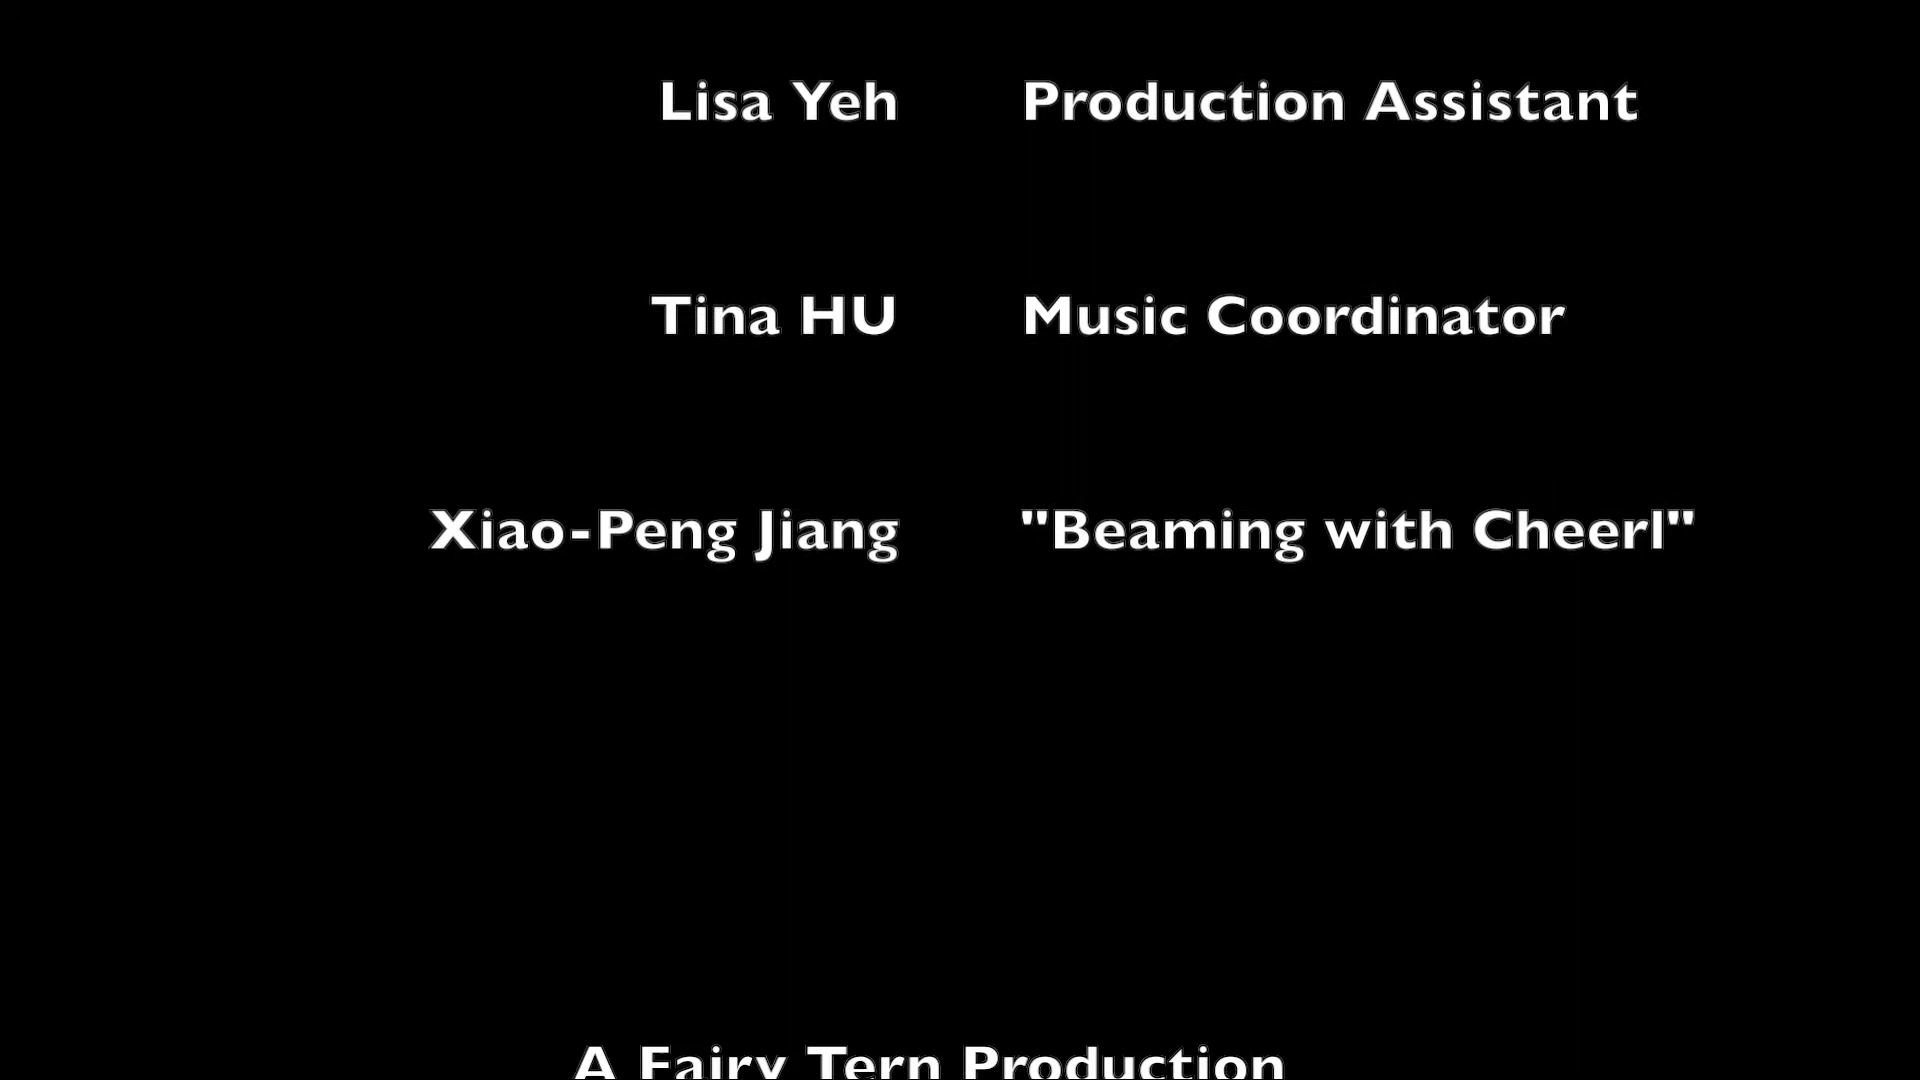 Lisa Yeh Production Assistant
Tina HU Music Coordinator
Xiao-Peng Jiang "Beaming with Cheerl"
A Fairy Tern Production